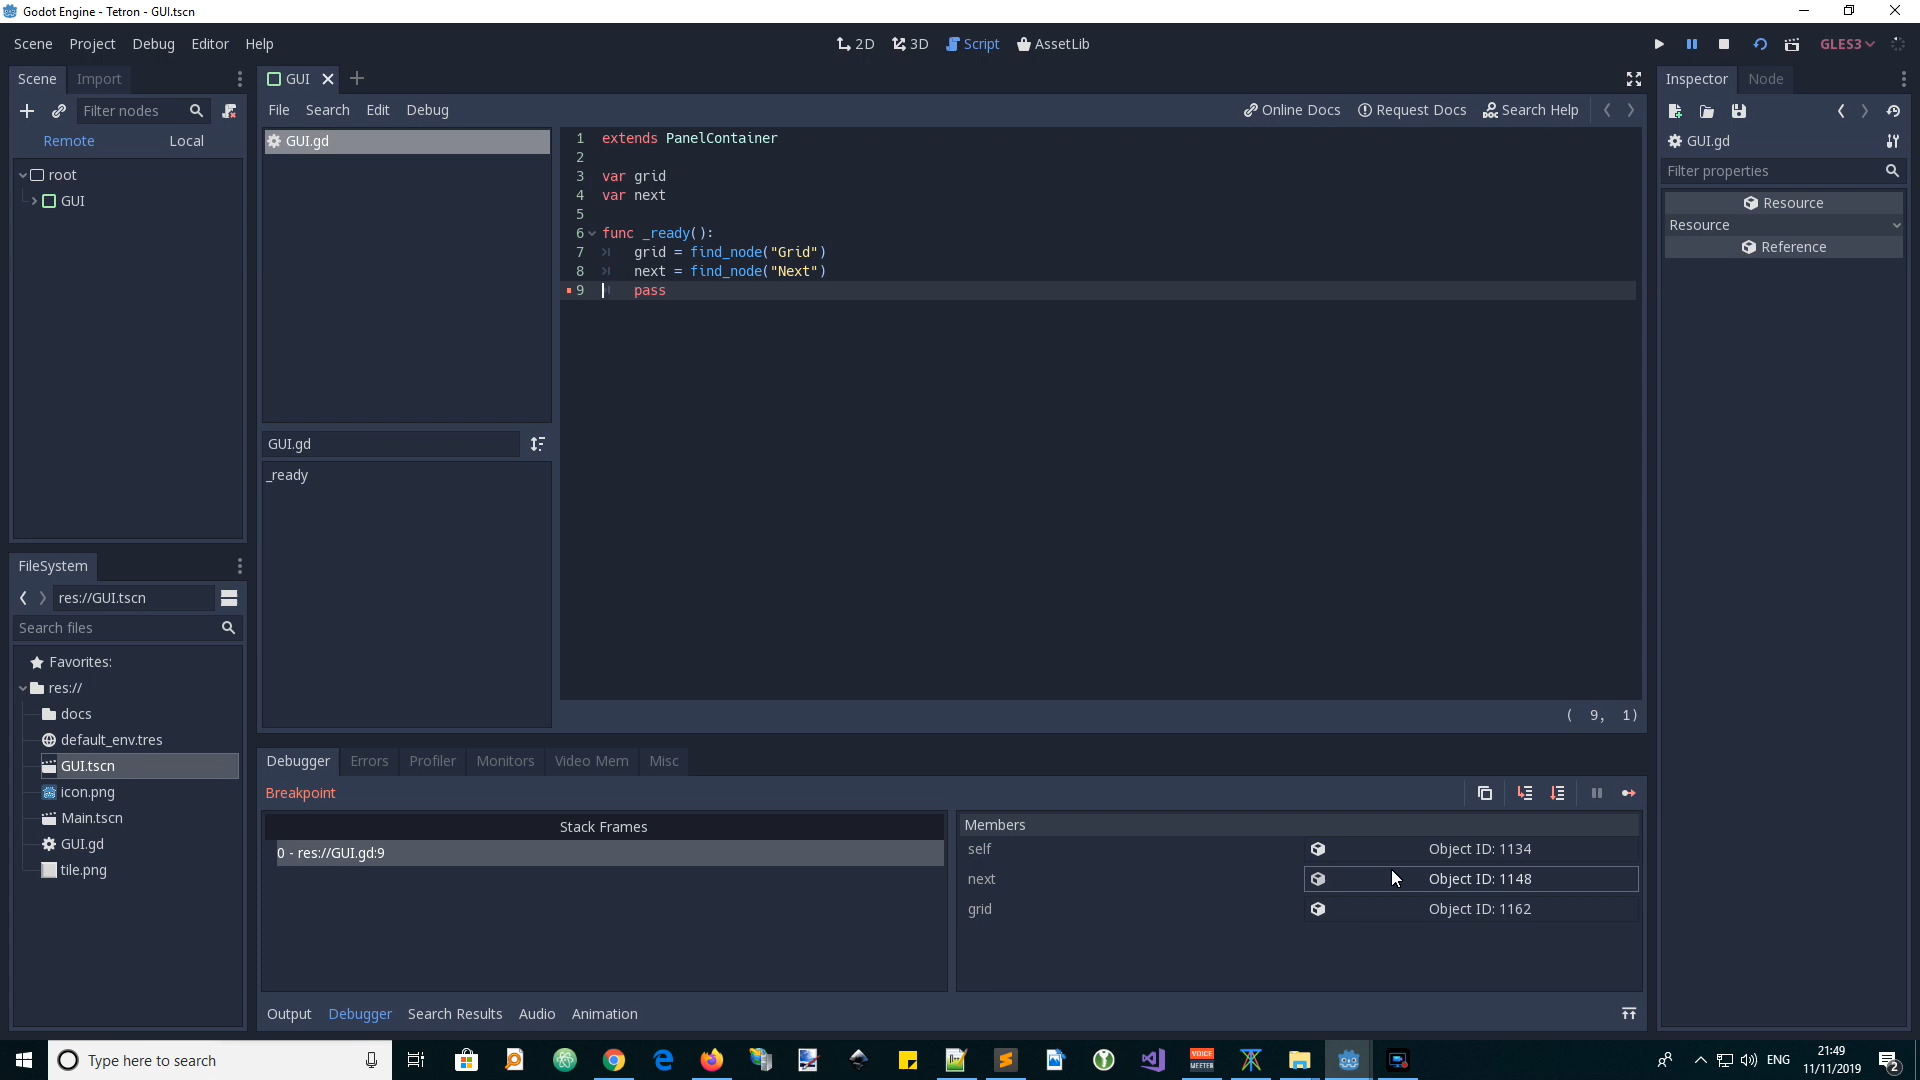 Godot Engine - Tetron - GUI.tscn
Scene Project Debug Editor Help
2D 3D Script AssetLib
GLES3
Scene Import
GUI
Inspector Node
Filter nodes
File Search Edit Debug
Online Docs Request Docs Search Help
Remote Local
GUI.gd
GUI.gd
Filter properties
root
GUI
Resource
Resource
Reference
1 extends PanelContainer
2
3 var grid
4 var next
5
6 func _ready():
7 grid = find_node("Grid")
8 next = find_node("Next")
9 pass
GUI.gd
_ready
( 9, 1)
FileSystem
res://GUI.tscn
Search files
Favorites:
res://
docs
default_env.tres
GUI.tscn
icon.png
Main.tscn
GUI.gd
tile.png
Debugger Errors Profiler Monitors Video Mem Misc
Breakpoint
Stack Frames
0 - res://GUI.gd:9
Members
self Object ID: 1134
next Object ID: 1148
grid Object ID: 1162
Output Debugger Search Results Audio Animation
Type here to search
VOICE
MEETER
ENG
21:49
11/11/2019
2